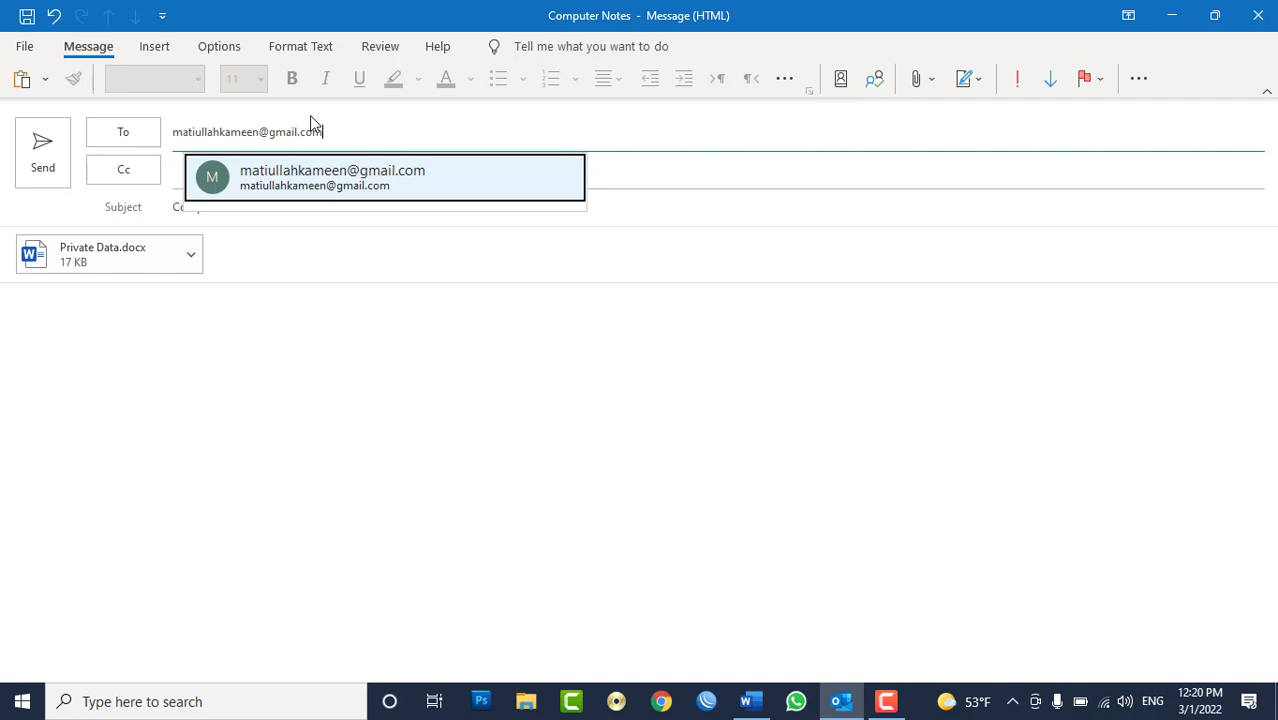 Computer Notes - Message (HTML)
File Message Insert Options Format Text Review Help Tell me what you want to do
11 B I U A
To matiullahkameen@gmail.com
Send
Cc
M matiullahkameen@gmail.com
matiullahkameen@gmail.com
Subject
Private Data.docx
17 KB
Type here to search
Ps
53°F
ENG
12:20 PM
3/1/2022